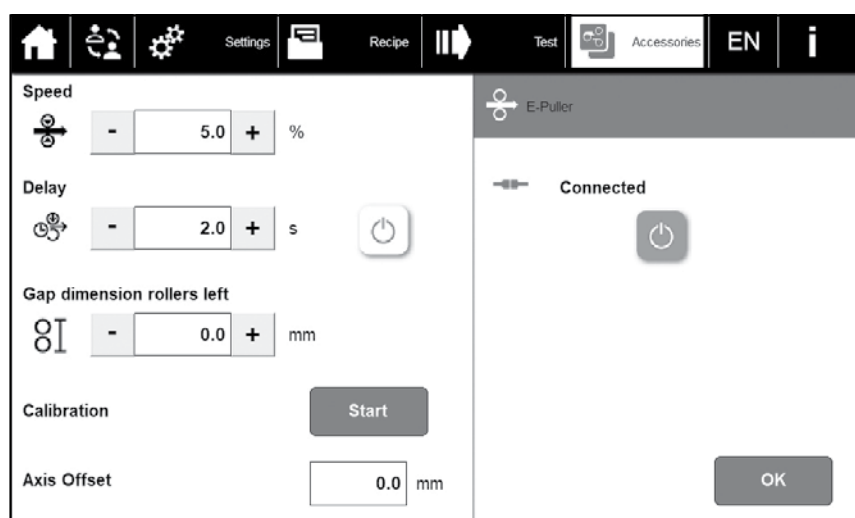 Settings Recipe Test Accessories EN i
Speed
- 5.0 + %
Delay
- 2.0 + s
Gap dimension rollers left
- 0.0 + mm
Calibration Start
Axis Offset 0.0 mm
E-Puller
Connected
OK